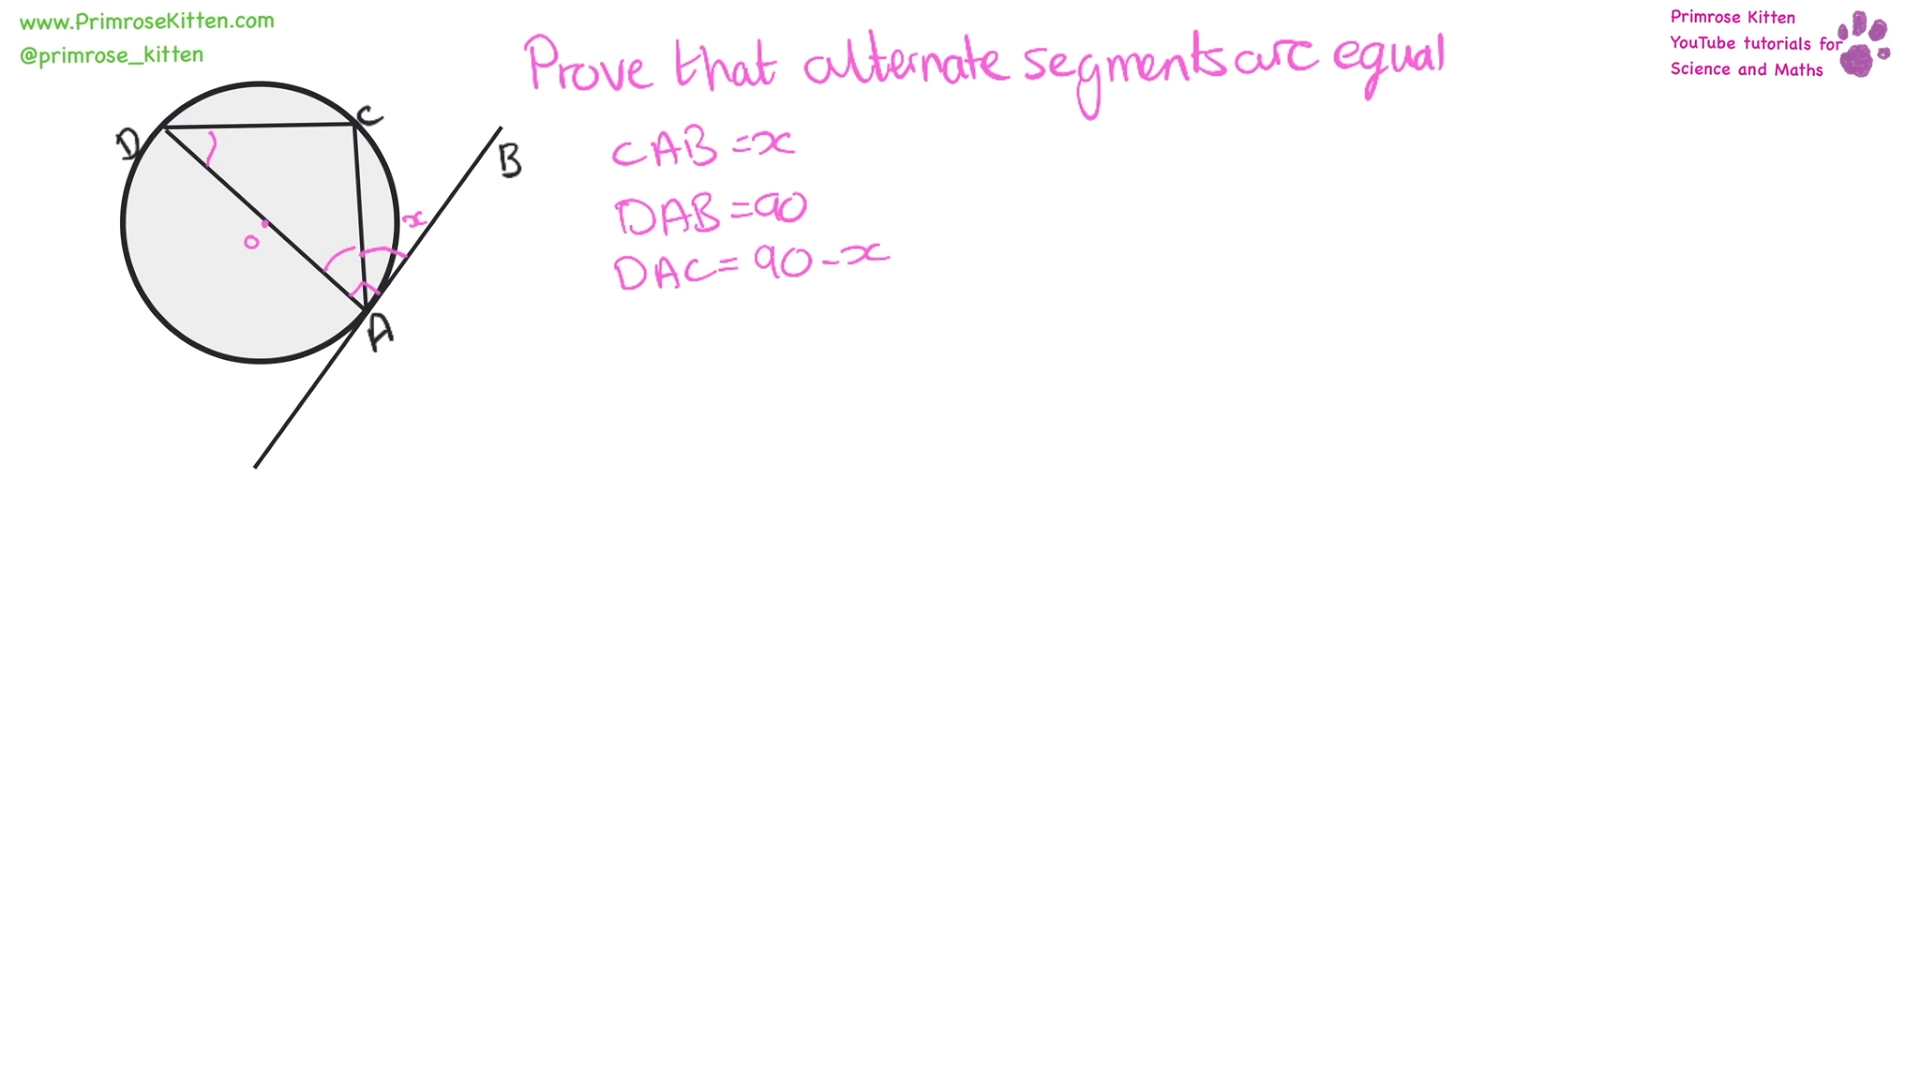 www.PrimroseKitten.com
@primrose_kitten
Primrose Kitten
YouTube tutorials for
Science and Maths
Prove that alternate segments are equal
D
C
B
x
O
A
CAB = x
DAB = 90
DAC = 90 - x